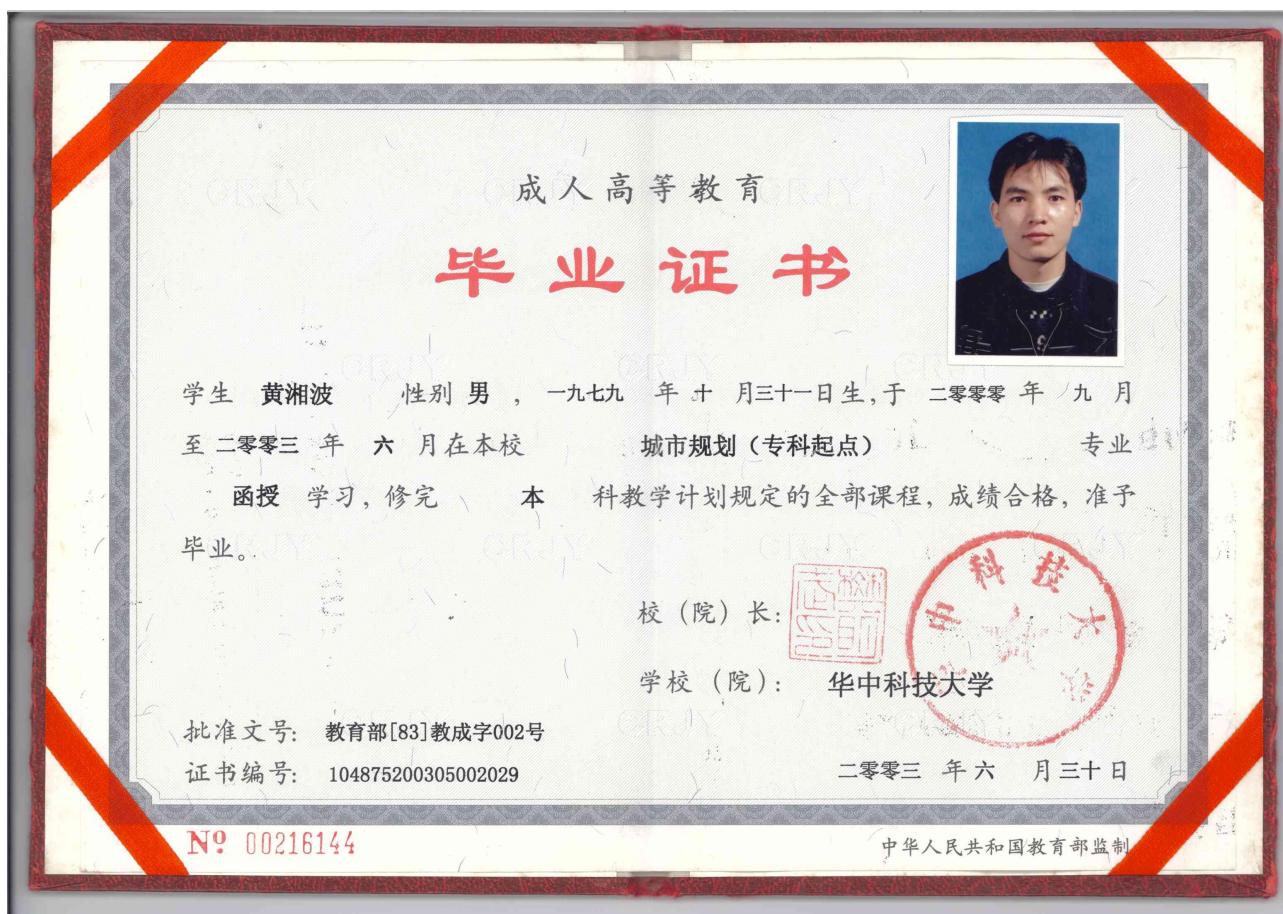 成人高等教育
毕业证书
学生 黄湘波 性别 男 , 一九七九 年 十 月三十一日生, 于 二零零零 年 九 月
至 二零零三 年 六 月在本校 城市规划（专科起点） 专业
函授 学习, 修完 本 科教学计划规定的全部课程, 成绩合格, 准予
毕业。
校（院）长:
学校（院）: 华中科技大学
中科技大学
批准文号: 教育部[83]教成字002号
证书编号: 104875200305002029
二零零三 年 六 月 三十 日
Nº 00216144
中华人民共和国教育部监制